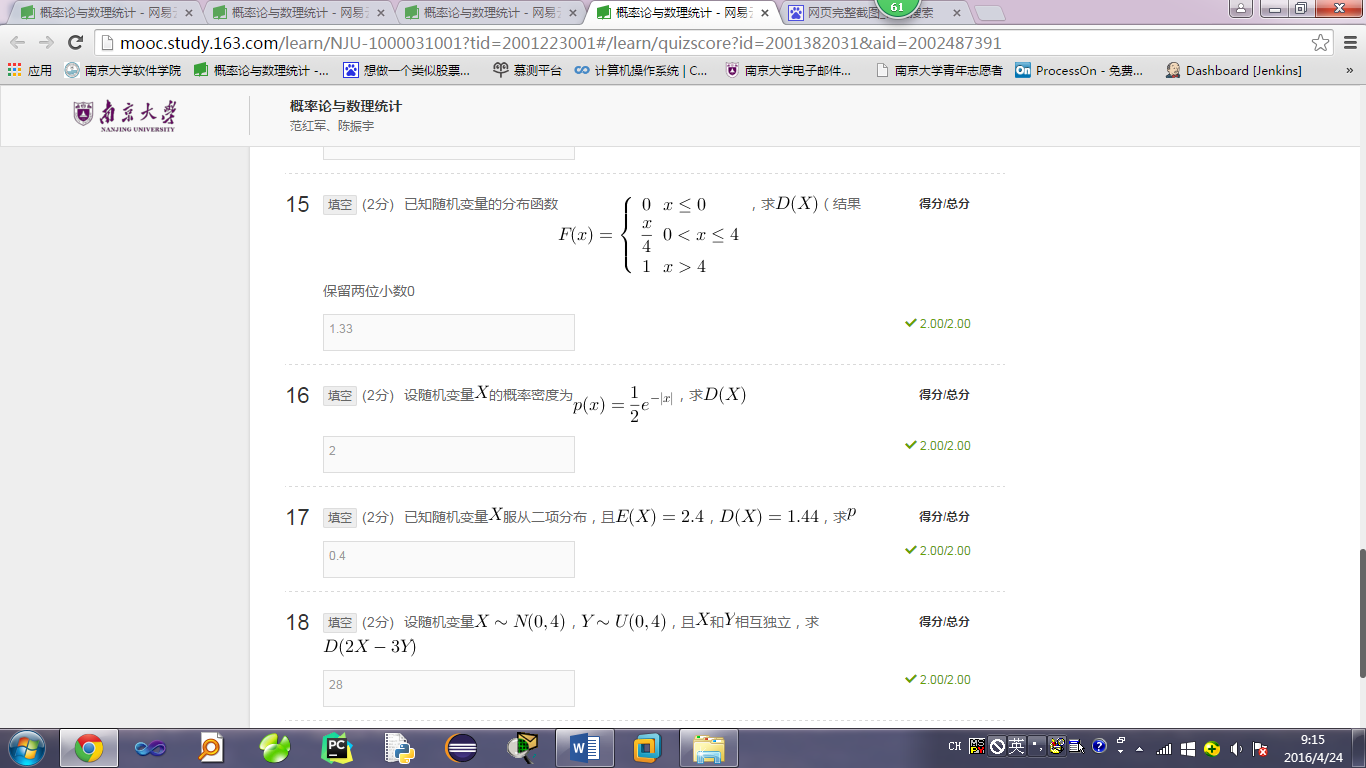 概率论与数理统计 - 网易云
概率论与数理统计 - 网易云
概率论与数理统计 - 网易云
概率论与数理统计 - 网易云
61
mooc.study.163.com/learn/NJU-1000031001?tid=2001223001#/learn/quizscore?id=2001382031&aid=2002487391
应用 南京大学软件学院 概率论与数理统计 -... 想做一个类似股票... 慕测平台 计算机操作系统 | C... 南京大学电子邮件... 南京大学青年志愿者 ProcessOn - 免费... Dashboard [Jenkins] »
南京大学 NANJING UNIVERSITY
概率论与数理统计
范红军、陈振宇
15 填空 (2分) 已知随机变量的分布函数 F(x) = { 0 x ≤ 0 ，求D(X)（结果 得分/总分
x/4 0 < x ≤ 4
1 x > 4
保留两位小数0
1.33 2.00/2.00
16 填空 (2分) 设随机变量X的概率密度为p(x) = 1/2 e^{-|x|}，求D(X) 得分/总分
2 2.00/2.00
17 填空 (2分) 已知随机变量X服从二项分布，且E(X) = 2.4，D(X) = 1.44，求p 得分/总分
0.4 2.00/2.00
18 填空 (2分) 设随机变量X ∼ N(0,4)，Y ∼ U(0,4)，且X和Y相互独立，求 得分/总分
D(2X − 3Y)
28 2.00/2.00
PC
CH 英
9:15
2016/4/24